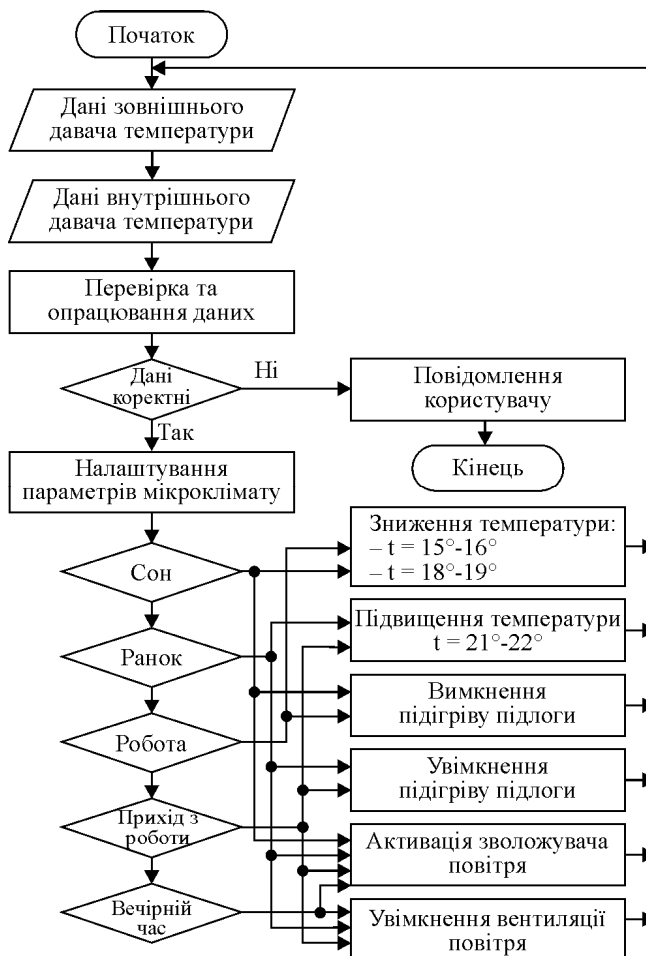 Початок
Дані зовнішнього
давача температури
Дані внутрішнього
давача температури
Перевірка та
опрацювання даних
Дані
коректні
Ні
Повідомлення
користувачу
Так
Кінець
Налаштування
параметрів мікроклімату
Сон
Зниження температури:
– t = 15°-16°
– t = 18°-19°
Ранок
Підвищення температури
t = 21°-22°
Вимкнення
підігріву підлоги
Робота
Увімкнення
підігріву підлоги
Прихід з
роботи
Активація зволожувача
повітря
Вечірній
час
Увімкнення вентиляції
повітря